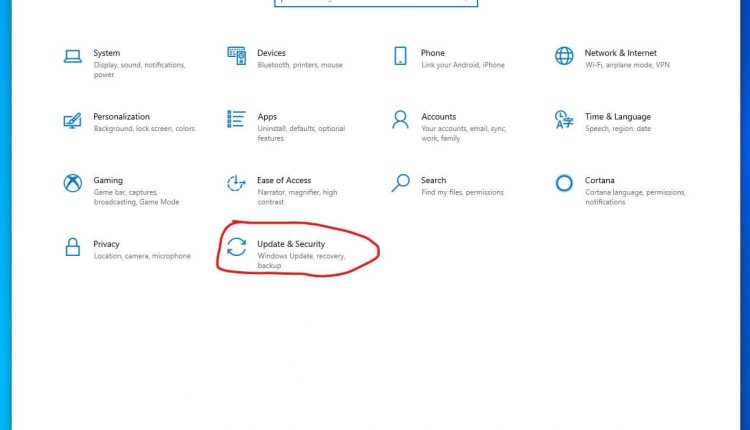 System
Display, sound, notifications,
power
Devices
Bluetooth, printers, mouse
Phone
Link your Android, iPhone
Network & Internet
Wi-Fi, airplane mode, VPN
Personalization
Background, lock screen, colors
Apps
Uninstall, defaults, optional
features
Accounts
Your accounts, email, sync,
work, family
Time & Language
Speech, region, date
Gaming
Game bar, captures,
broadcasting, Game Mode
Ease of Access
Narrator, magnifier, high
contrast
Search
Find my files, permissions
Cortana
Cortana language, permissions,
notifications
Privacy
Location, camera, microphone
Update & Security
Windows Update, recovery,
backup